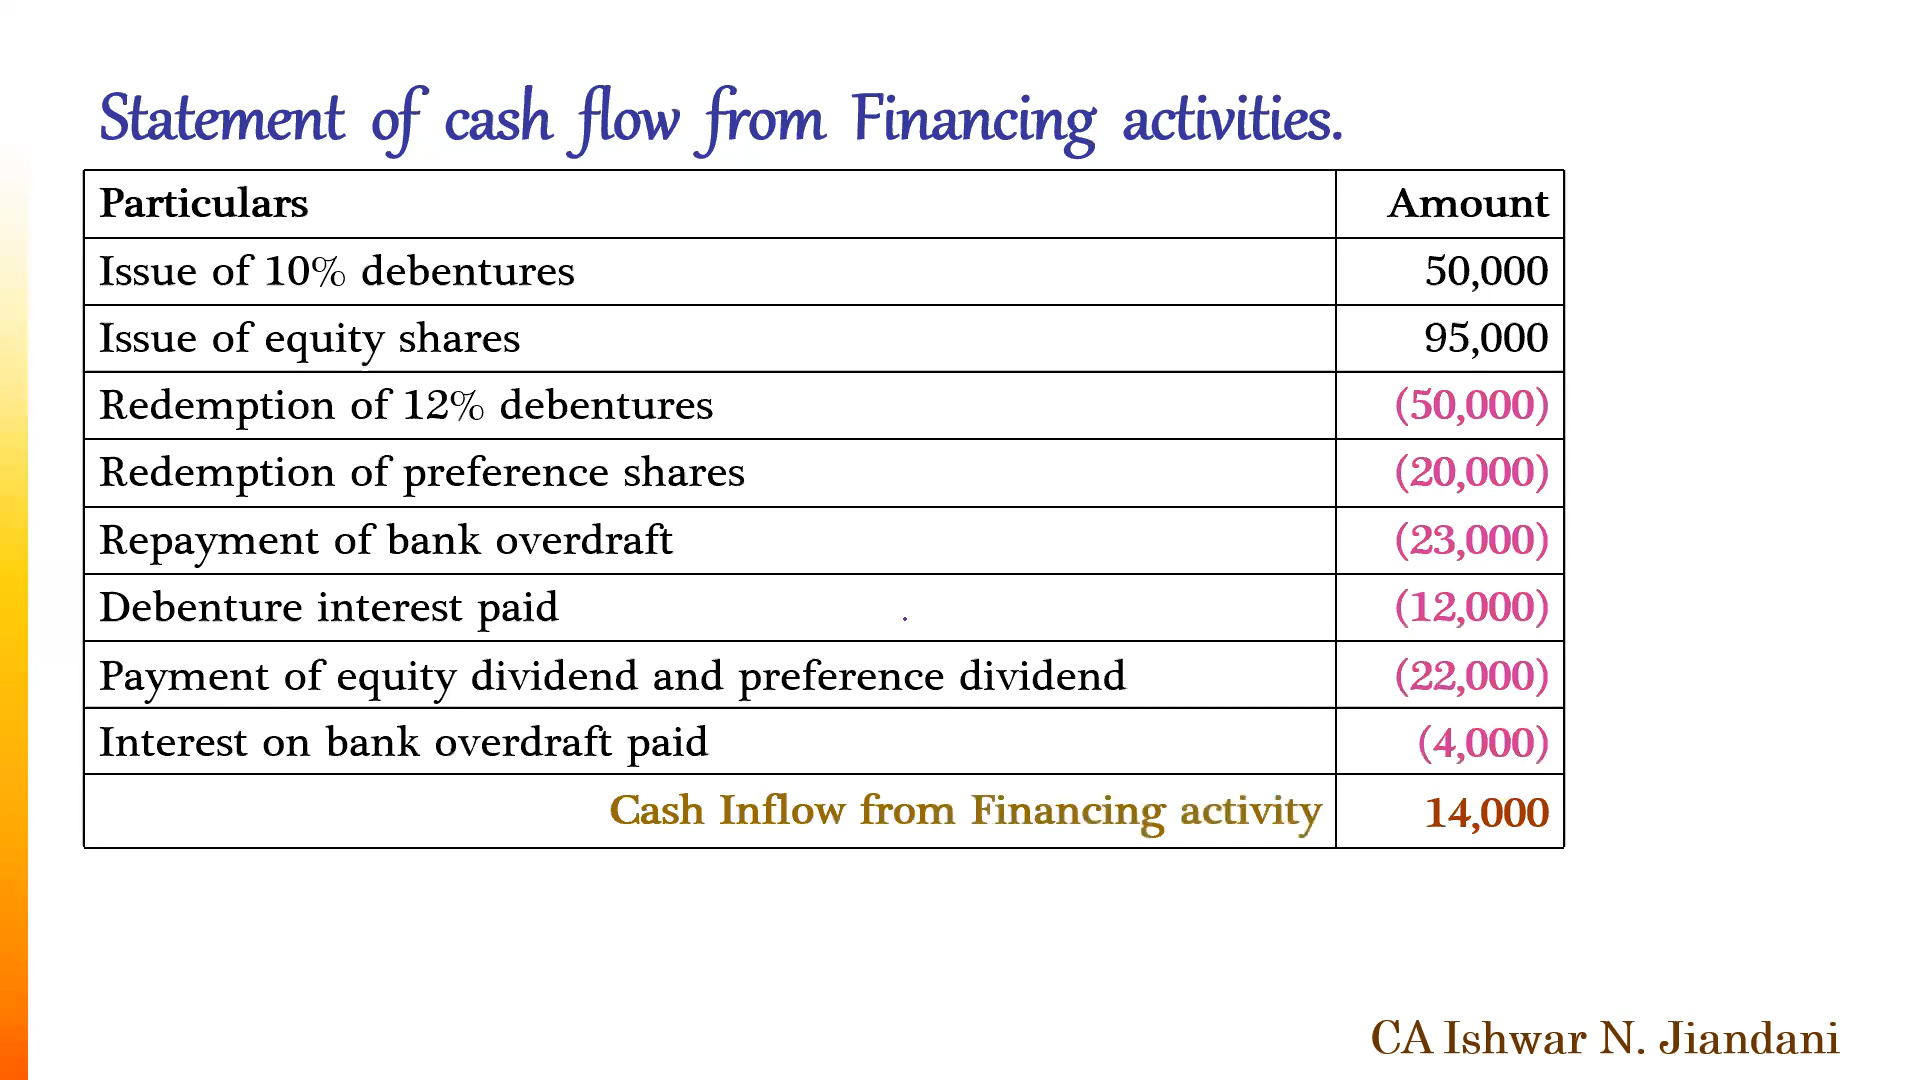 Statement of cash flow from Financing activities.
Particulars Amount
Issue of 10% debentures 50,000
Issue of equity shares 95,000
Redemption of 12% debentures (50,000)
Redemption of preference shares (20,000)
Repayment of bank overdraft (23,000)
Debenture interest paid (12,000)
Payment of equity dividend and preference dividend (22,000)
Interest on bank overdraft paid (4,000)
Cash Inflow from Financing activity 14,000
CA Ishwar N. Jiandani